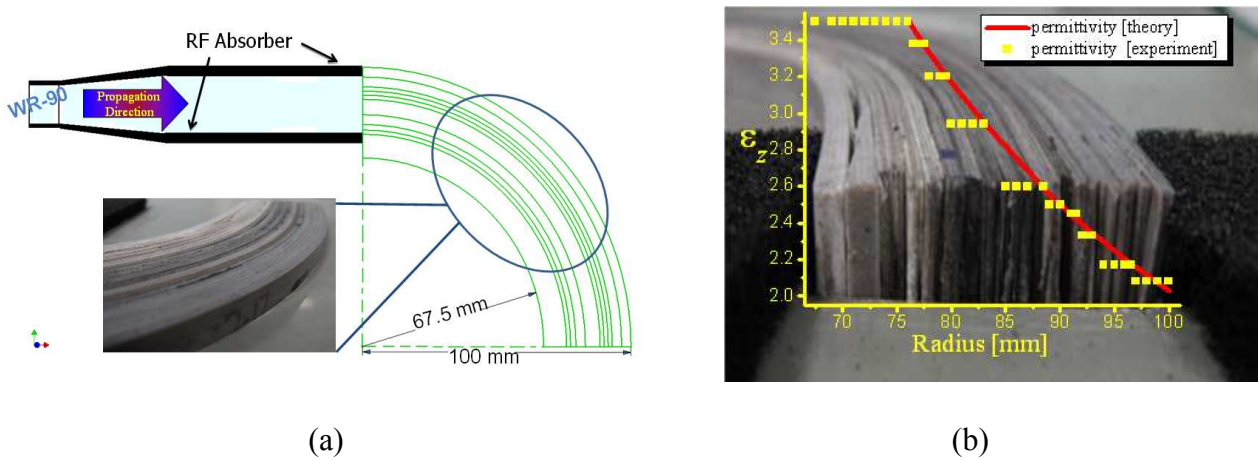 RF Absorber
WR-90
Propagation
Direction
67.5 mm
100 mm
(a)
permittivity [theory]
permittivity [experiment]
3.4
3.2
3.0
2.8
εz
2.6
2.4
2.2
2.0
70 75 80 85 90 95 100
Radius [mm]
(b)